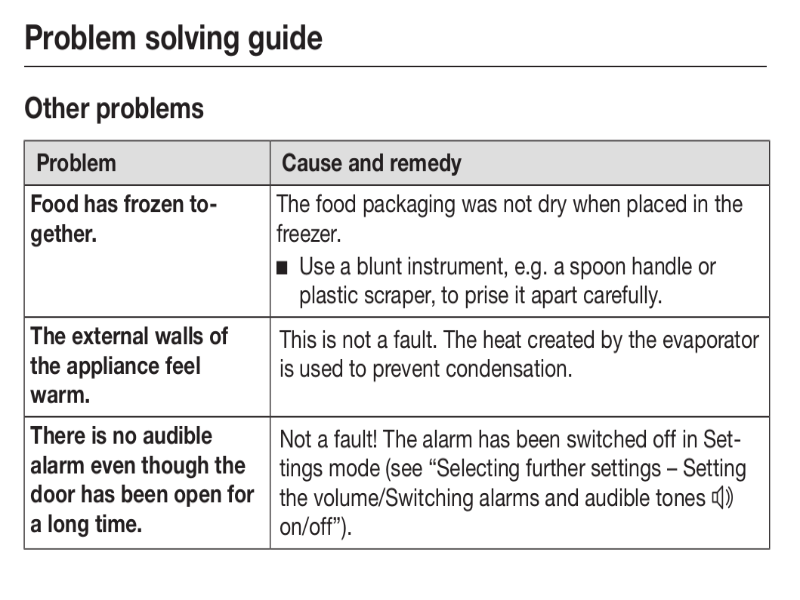 Problem solving guide
Other problems
Problem
Cause and remedy
Food has frozen to-
gether.
The food packaging was not dry when placed in the
freezer.
■ Use a blunt instrument, e.g. a spoon handle or
plastic scraper, to prise it apart carefully.
The external walls of
the appliance feel
warm.
This is not a fault. The heat created by the evaporator
is used to prevent condensation.
There is no audible
alarm even though the
door has been open for
a long time.
Not a fault! The alarm has been switched off in Set-
tings mode (see “Selecting further settings – Setting
the volume/Switching alarms and audible tones
on/off”).